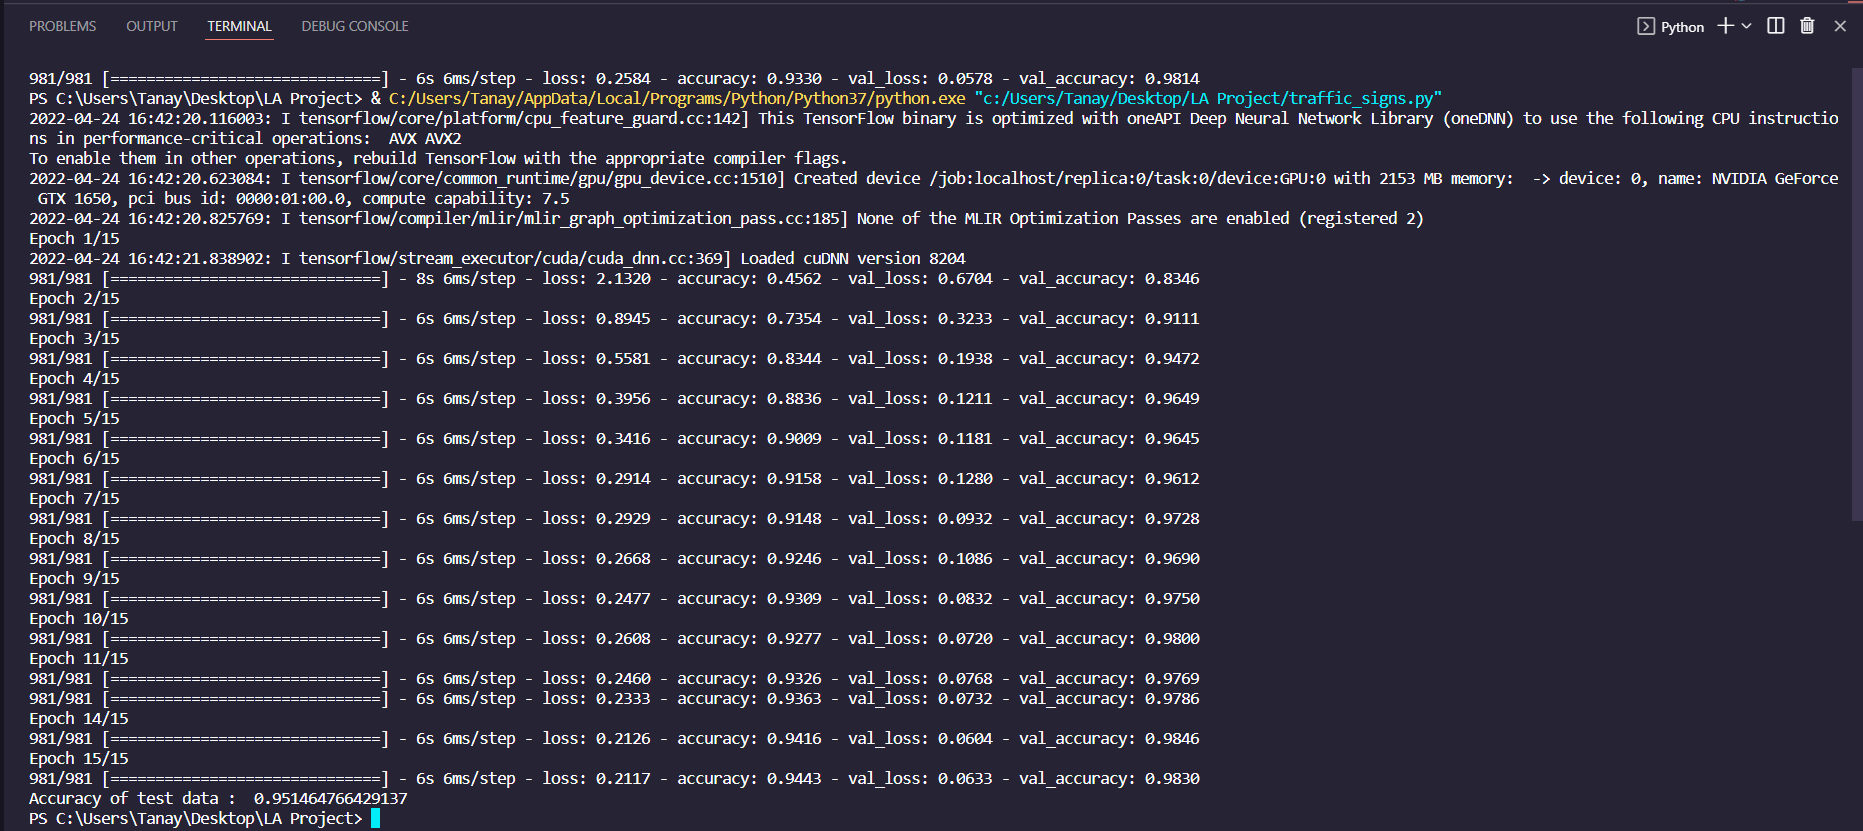 PROBLEMS OUTPUT TERMINAL DEBUG CONSOLE Python
981/981 [==============================] - 6s 6ms/step - loss: 0.2584 - accuracy: 0.9330 - val_loss: 0.0578 - val_accuracy: 0.9814
PS C:\Users\Tanay\Desktop\LA Project> & C:/Users/Tanay/AppData/Local/Programs/Python/Python37/python.exe "c:/Users/Tanay/Desktop/LA Project/traffic_signs.py"
2022-04-24 16:42:20.116003: I tensorflow/core/platform/cpu_feature_guard.cc:142] This TensorFlow binary is optimized with oneAPI Deep Neural Network Library (oneDNN) to use the following CPU instructio
ns in performance-critical operations:  AVX AVX2
To enable them in other operations, rebuild TensorFlow with the appropriate compiler flags.
2022-04-24 16:42:20.623084: I tensorflow/core/common_runtime/gpu/gpu_device.cc:1510] Created device /job:localhost/replica:0/task:0/device:GPU:0 with 2153 MB memory:  -> device: 0, name: NVIDIA GeForce
 GTX 1650, pci bus id: 0000:01:00.0, compute capability: 7.5
2022-04-24 16:42:20.825769: I tensorflow/compiler/mlir/mlir_graph_optimization_pass.cc:185] None of the MLIR Optimization Passes are enabled (registered 2)
Epoch 1/15
2022-04-24 16:42:21.838902: I tensorflow/stream_executor/cuda/cuda_dnn.cc:369] Loaded cuDNN version 8204
981/981 [==============================] - 8s 6ms/step - loss: 2.1320 - accuracy: 0.4562 - val_loss: 0.6704 - val_accuracy: 0.8346
Epoch 2/15
981/981 [==============================] - 6s 6ms/step - loss: 0.8945 - accuracy: 0.7354 - val_loss: 0.3233 - val_accuracy: 0.9111
Epoch 3/15
981/981 [==============================] - 6s 6ms/step - loss: 0.5581 - accuracy: 0.8344 - val_loss: 0.1938 - val_accuracy: 0.9472
Epoch 4/15
981/981 [==============================] - 6s 6ms/step - loss: 0.3956 - accuracy: 0.8836 - val_loss: 0.1211 - val_accuracy: 0.9649
Epoch 5/15
981/981 [==============================] - 6s 6ms/step - loss: 0.3416 - accuracy: 0.9009 - val_loss: 0.1181 - val_accuracy: 0.9645
Epoch 6/15
981/981 [==============================] - 6s 6ms/step - loss: 0.2914 - accuracy: 0.9158 - val_loss: 0.1280 - val_accuracy: 0.9612
Epoch 7/15
981/981 [==============================] - 6s 6ms/step - loss: 0.2929 - accuracy: 0.9148 - val_loss: 0.0932 - val_accuracy: 0.9728
Epoch 8/15
981/981 [==============================] - 6s 6ms/step - loss: 0.2668 - accuracy: 0.9246 - val_loss: 0.1086 - val_accuracy: 0.9690
Epoch 9/15
981/981 [==============================] - 6s 6ms/step - loss: 0.2477 - accuracy: 0.9309 - val_loss: 0.0832 - val_accuracy: 0.9750
Epoch 10/15
981/981 [==============================] - 6s 6ms/step - loss: 0.2608 - accuracy: 0.9277 - val_loss: 0.0720 - val_accuracy: 0.9800
Epoch 11/15
981/981 [==============================] - 6s 6ms/step - loss: 0.2460 - accuracy: 0.9326 - val_loss: 0.0768 - val_accuracy: 0.9769
981/981 [==============================] - 6s 6ms/step - loss: 0.2333 - accuracy: 0.9363 - val_loss: 0.0732 - val_accuracy: 0.9786
Epoch 14/15
981/981 [==============================] - 6s 6ms/step - loss: 0.2126 - accuracy: 0.9416 - val_loss: 0.0604 - val_accuracy: 0.9846
Epoch 15/15
981/981 [==============================] - 6s 6ms/step - loss: 0.2117 - accuracy: 0.9443 - val_loss: 0.0633 - val_accuracy: 0.9830
Accuracy of test data :  0.951464766429137
PS C:\Users\Tanay\Desktop\LA Project>